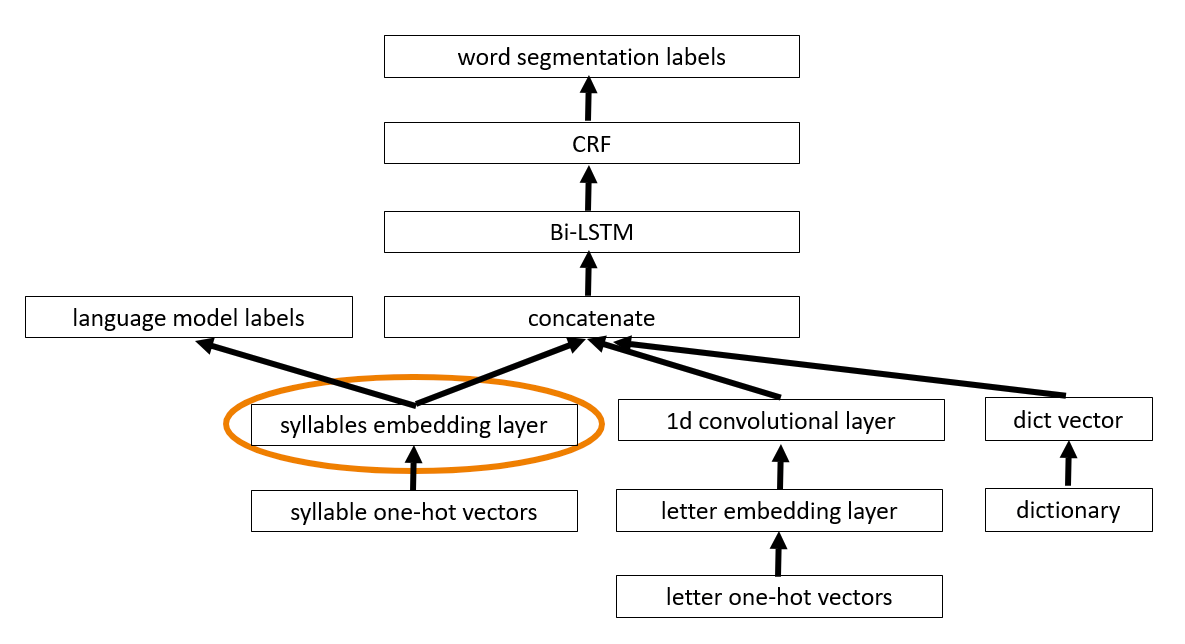 word segmentation labels
CRF
Bi-LSTM
language model labels
concatenate
syllables embedding layer
1d convolutional layer
dict vector
syllable one-hot vectors
letter embedding layer
dictionary
letter one-hot vectors